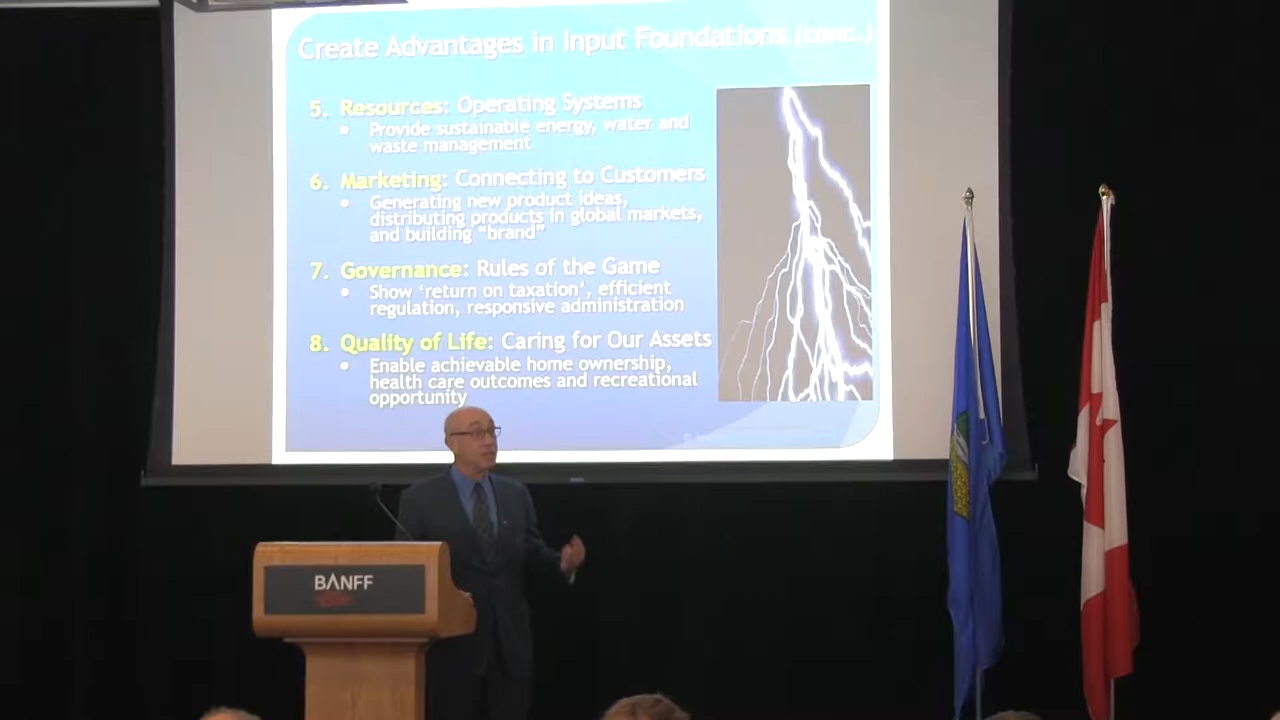 Create Advantages in Input Foundations (cont.)
5. Resources: Operating Systems
• Provide sustainable energy, water and
waste management
6. Marketing: Connecting to Customers
• Generating new product ideas,
distributing products in global markets,
and building “brand”
7. Governance: Rules of the Game
• Show ‘return on taxation’, efficient
regulation, responsive administration
8. Quality of Life: Caring for Our Assets
• Enable achievable home ownership,
health care outcomes and recreational
opportunity
BANFF